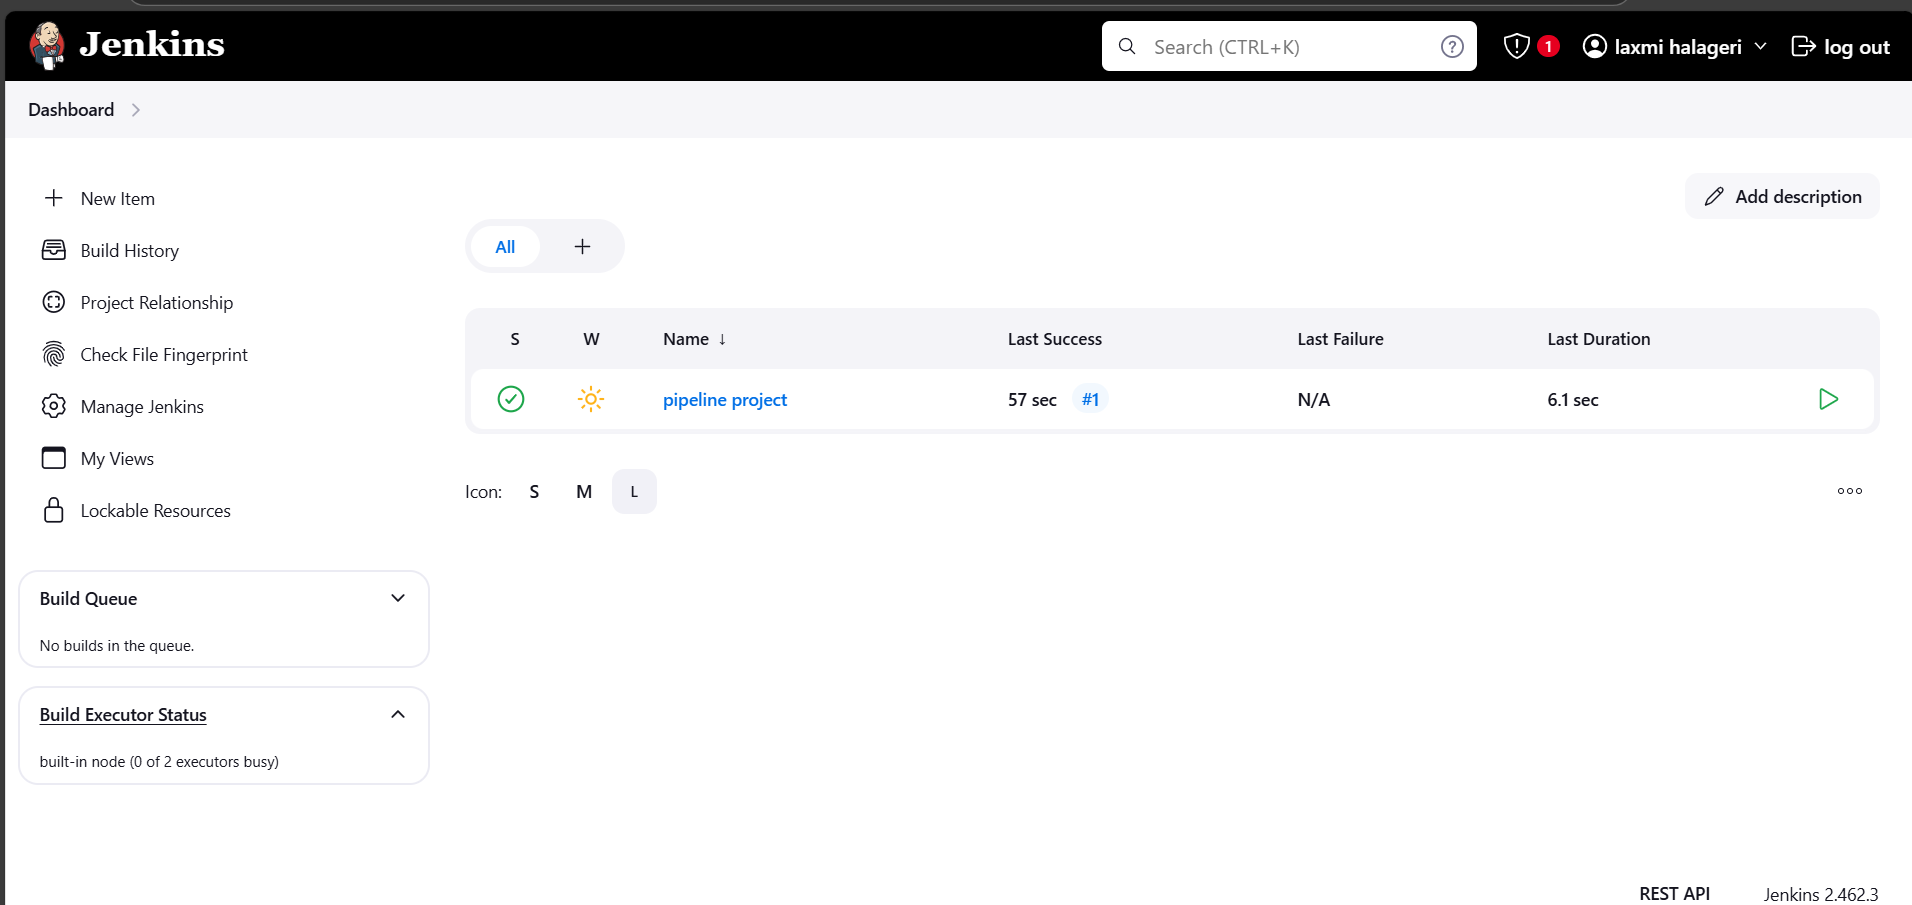 Jenkins
Search (CTRL+K)
1
laxmi halageri
log out
Dashboard
New Item
Build History
Project Relationship
Check File Fingerprint
Manage Jenkins
My Views
Lockable Resources
Build Queue
No builds in the queue.
Build Executor Status
built-in node (0 of 2 executors busy)
Add description
All
S W Name ↓ Last Success Last Failure Last Duration
pipeline project 57 sec #1 N/A 6.1 sec
Icon: S M L
REST API Jenkins 2.462.3